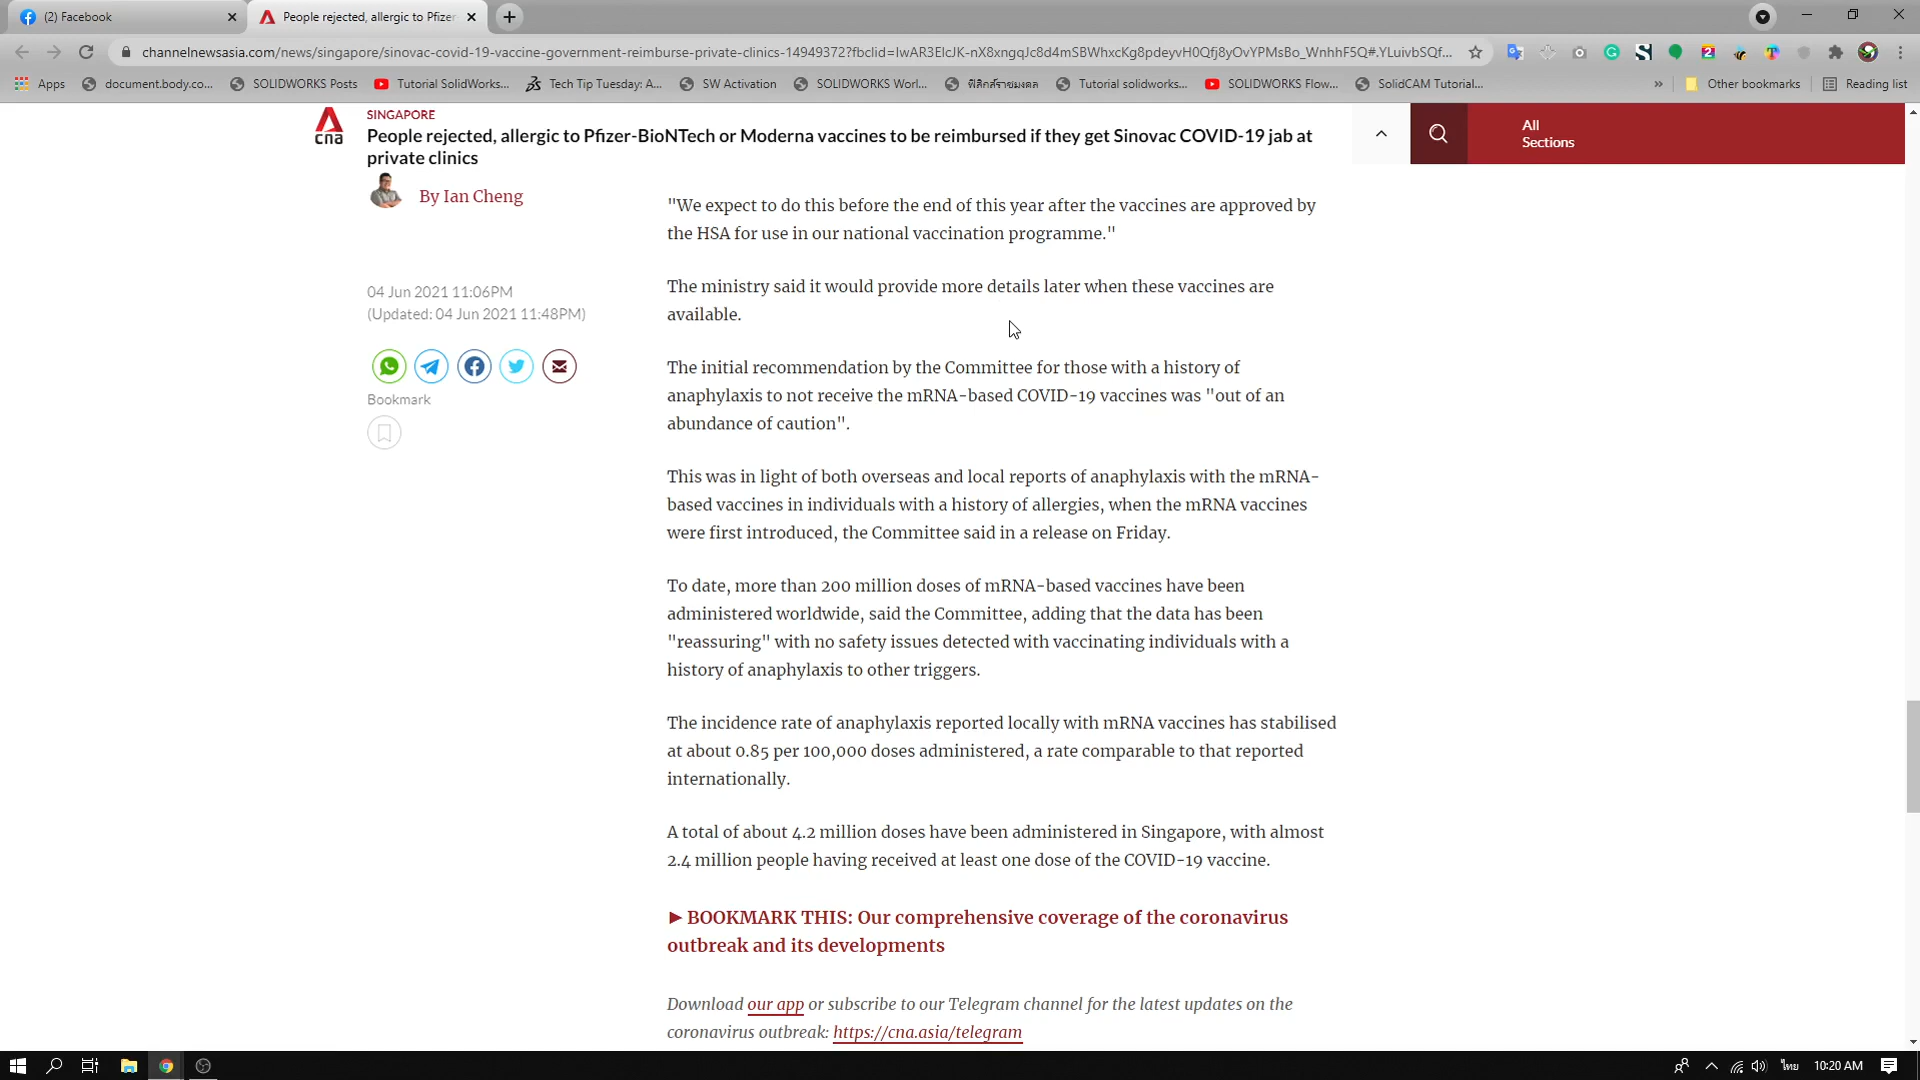 (2) Facebook
People rejected, allergic to Pfizer-
channelnewsasia.com/news/singapore/sinovac-covid-19-vaccine-government-reimburse-private-clinics-14949372?fbclid=IwAR3ElcJK-nX8xngqJc8d4mSBWhxcKg8pdeyvH0Qfj8yOvYPMsBo_WnhhF5Q#.YLuivbSQf...
Apps
document.body.co...
SOLIDWORKS Posts
Tutorial SolidWorks...
Tech Tip Tuesday: A...
SW Activation
SOLIDWORKS Worl...
ฟิสิกส์ราชมงคล
Tutorial solidworks...
SOLIDWORKS Flow...
SolidCAM Tutorial...
»
Other bookmarks
Reading list
cna
SINGAPORE
People rejected, allergic to Pfizer-BioNTech or Moderna vaccines to be reimbursed if they get Sinovac COVID-19 jab at
private clinics
All
Sections
By Ian Cheng
04 Jun 2021 11:06PM
(Updated: 04 Jun 2021 11:48PM)
Bookmark
"We expect to do this before the end of this year after the vaccines are approved by
the HSA for use in our national vaccination programme."
The ministry said it would provide more details later when these vaccines are
available.
The initial recommendation by the Committee for those with a history of
anaphylaxis to not receive the mRNA-based COVID-19 vaccines was "out of an
abundance of caution".
This was in light of both overseas and local reports of anaphylaxis with the mRNA-
based vaccines in individuals with a history of allergies, when the mRNA vaccines
were first introduced, the Committee said in a release on Friday.
To date, more than 200 million doses of mRNA-based vaccines have been
administered worldwide, said the Committee, adding that the data has been
"reassuring" with no safety issues detected with vaccinating individuals with a
history of anaphylaxis to other triggers.
The incidence rate of anaphylaxis reported locally with mRNA vaccines has stabilised
at about 0.85 per 100,000 doses administered, a rate comparable to that reported
internationally.
A total of about 4.2 million doses have been administered in Singapore, with almost
2.4 million people having received at least one dose of the COVID-19 vaccine.
► BOOKMARK THIS: Our comprehensive coverage of the coronavirus
outbreak and its developments
Download our app or subscribe to our Telegram channel for the latest updates on the
coronavirus outbreak: https://cna.asia/telegram
ไทย
10:20 AM